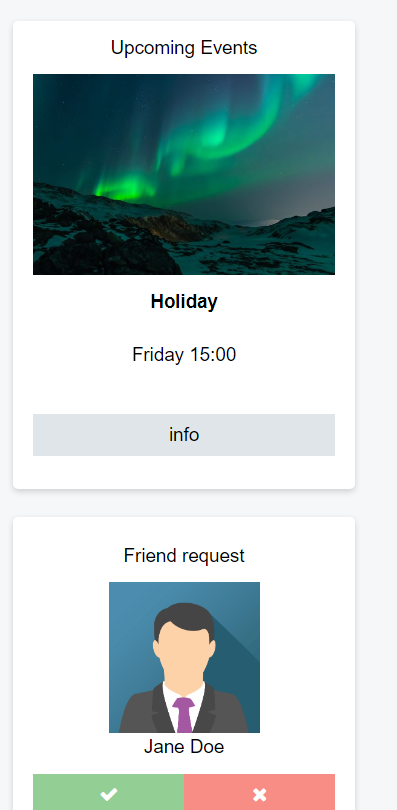 Upcoming Events
Holiday
Friday 15:00
info
Friend request
Jane Doe